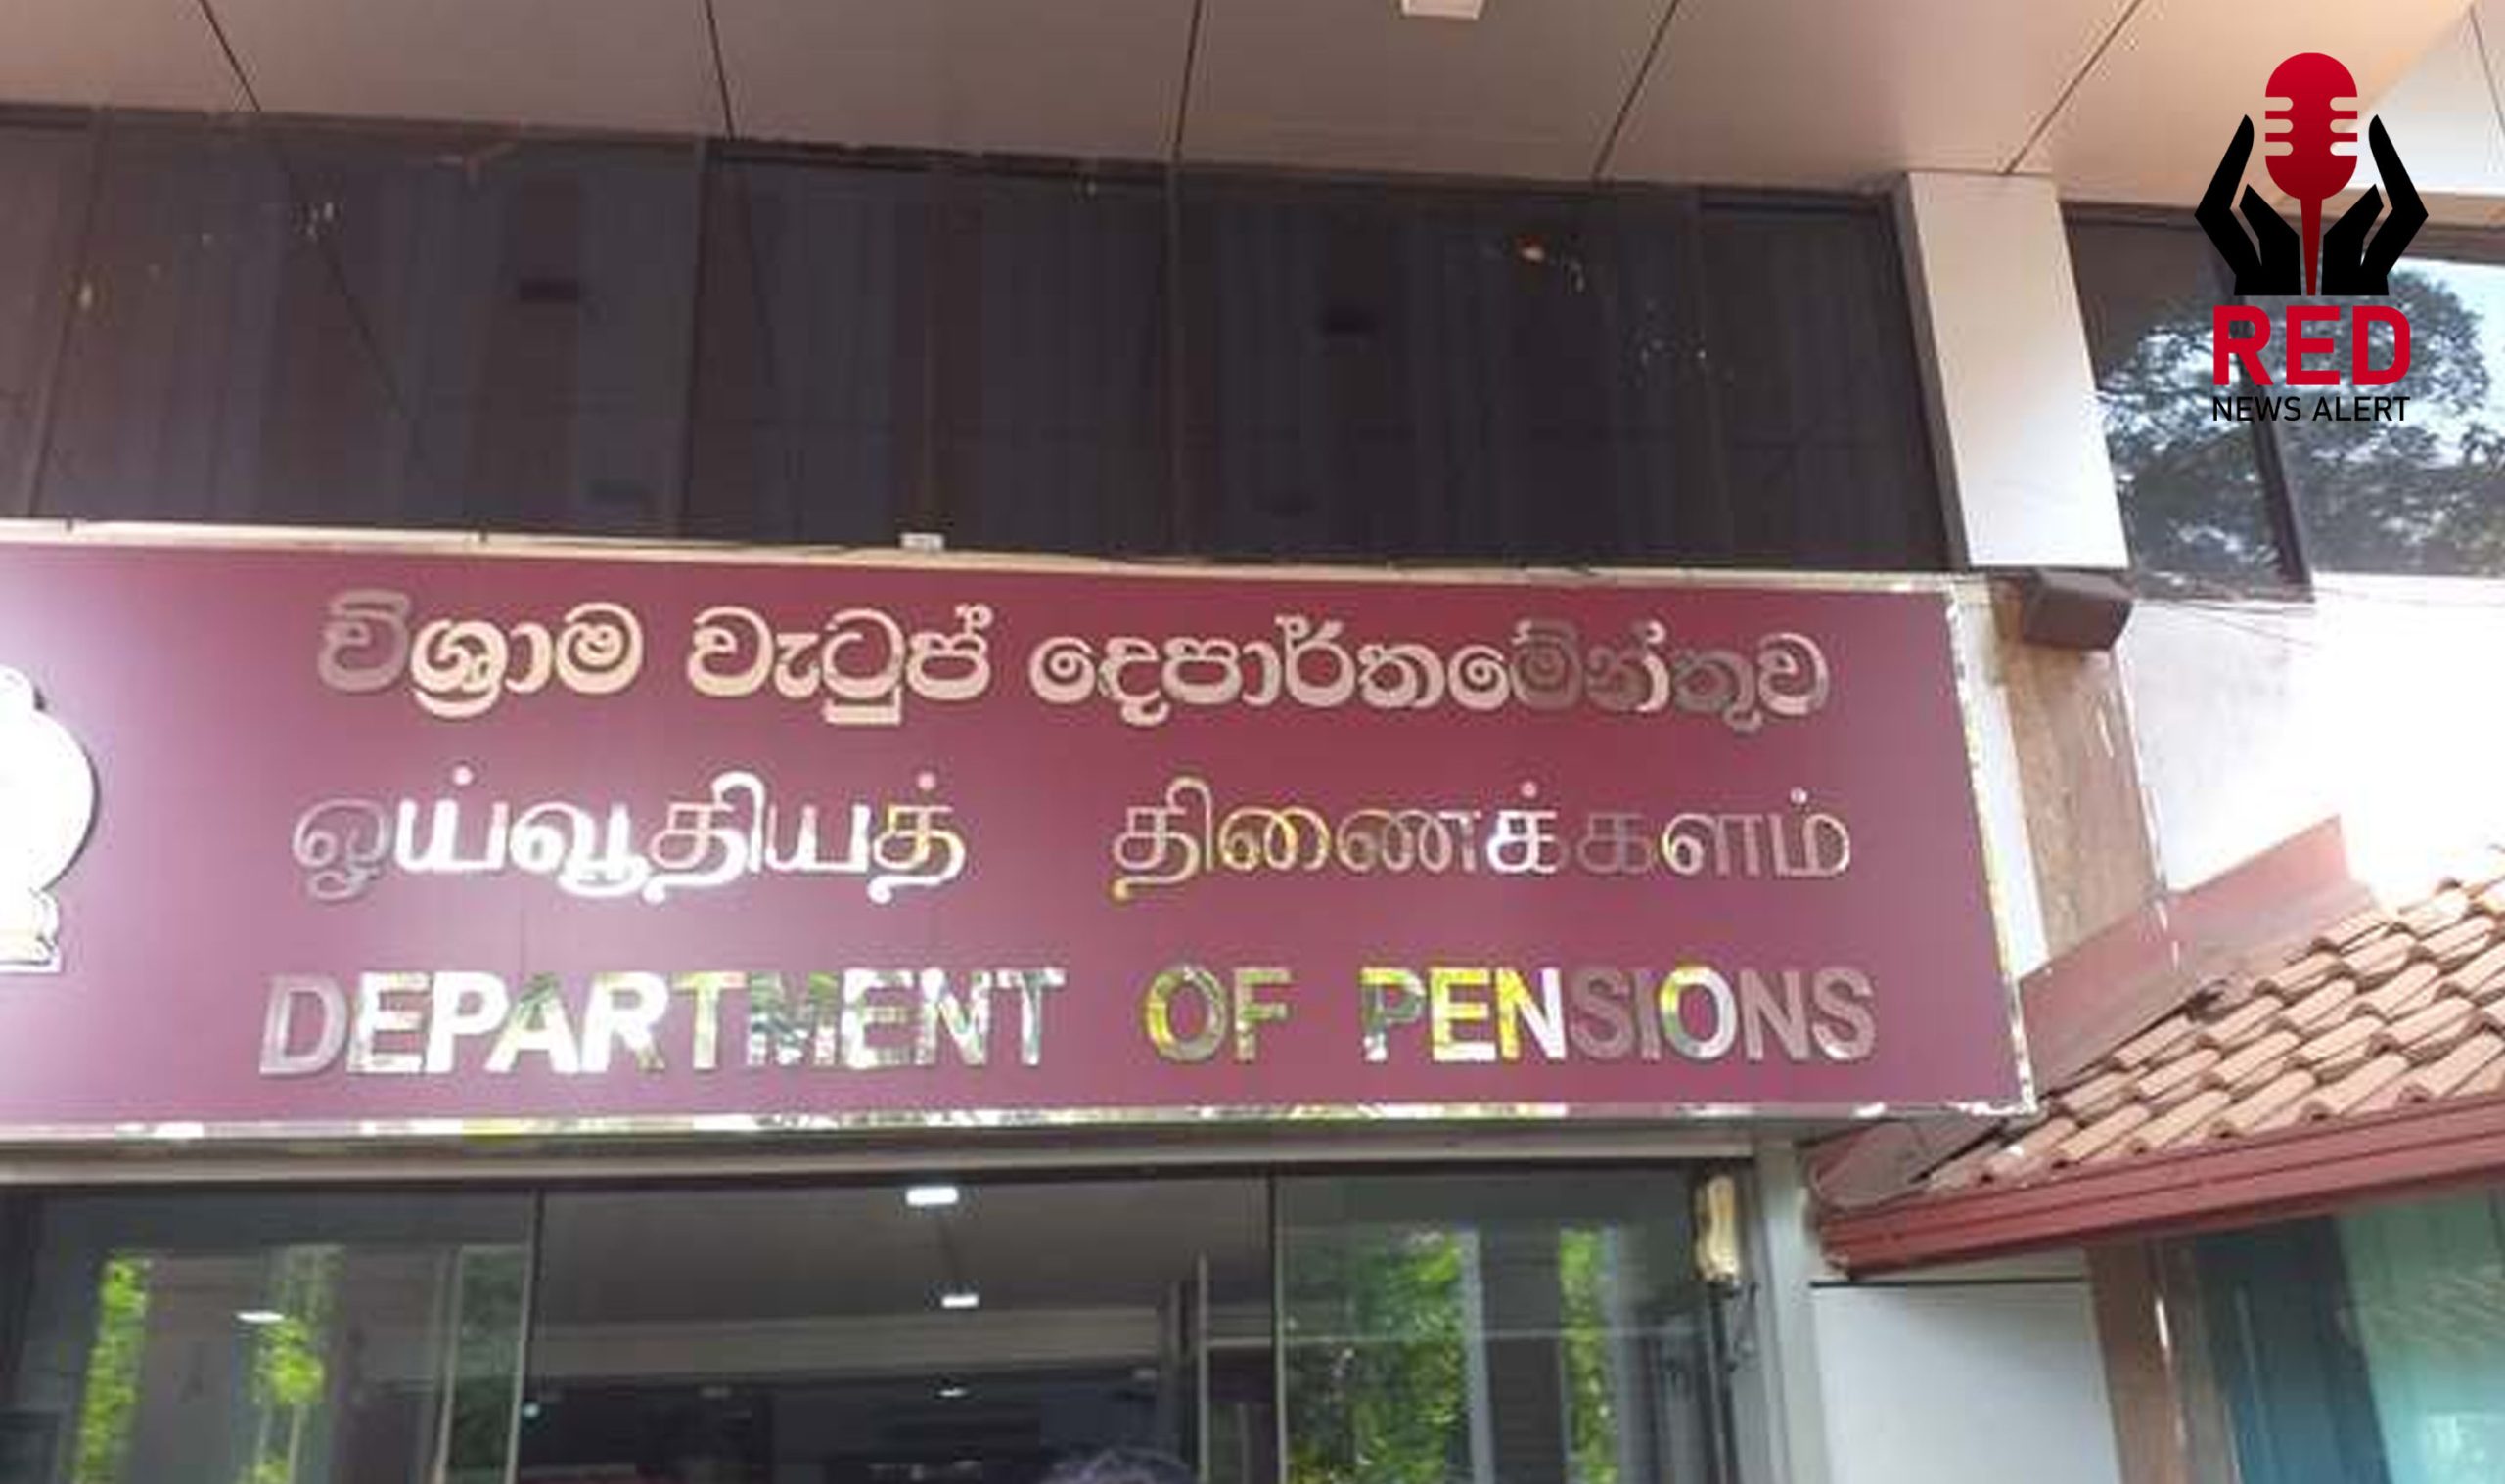 විශ්‍රාම වැටුප් දෙපාර්තමේන්තුව
ஓய்வூதியத் திணைக்களம்
DEPARTMENT OF PENSIONS
RED
NEWS ALERT